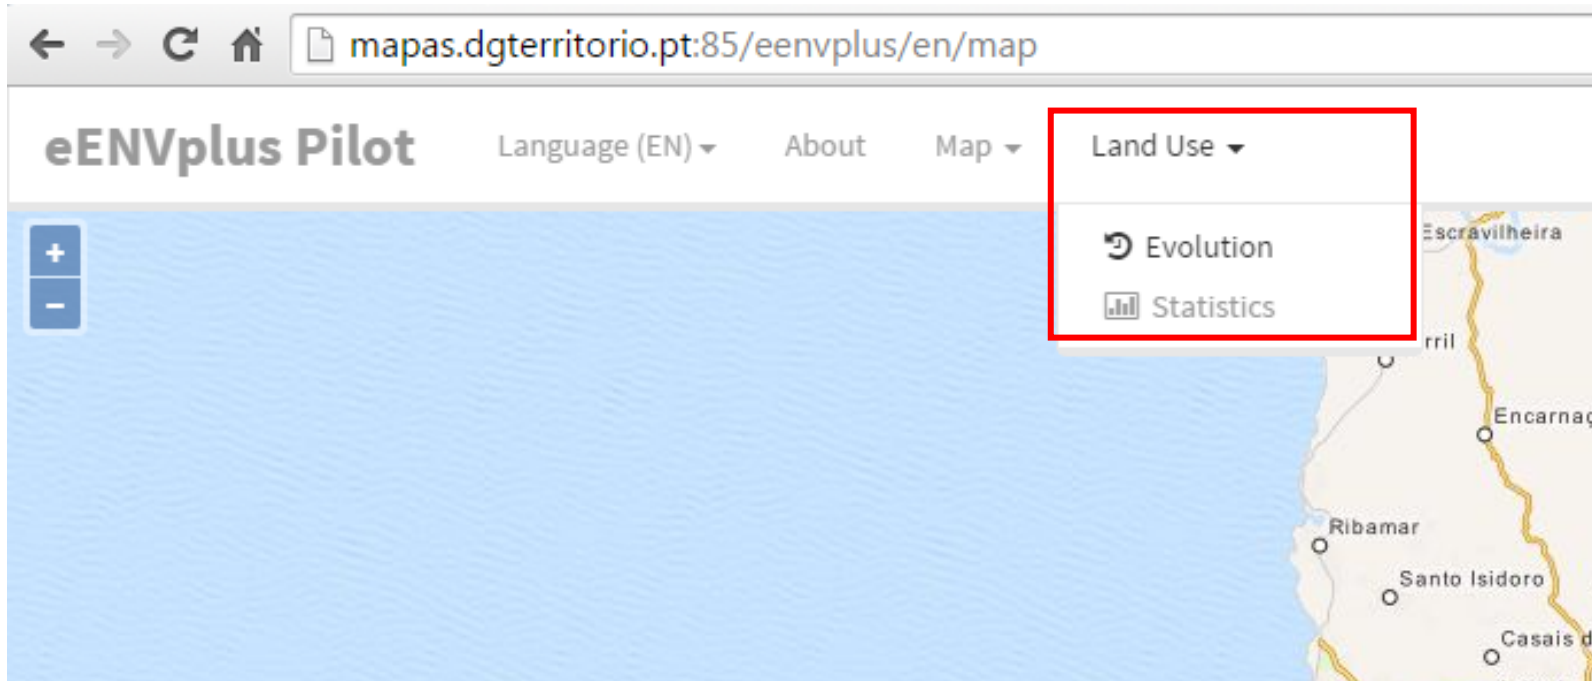 mapas.dgterritorio.pt:85/eenvplus/en/map
eENVplus Pilot Language (EN) About Map Land Use
+
-
Evolution
Statistics
Escravilheira
rril
Encarnaç
Ribamar
Santo Isidoro
Casais d